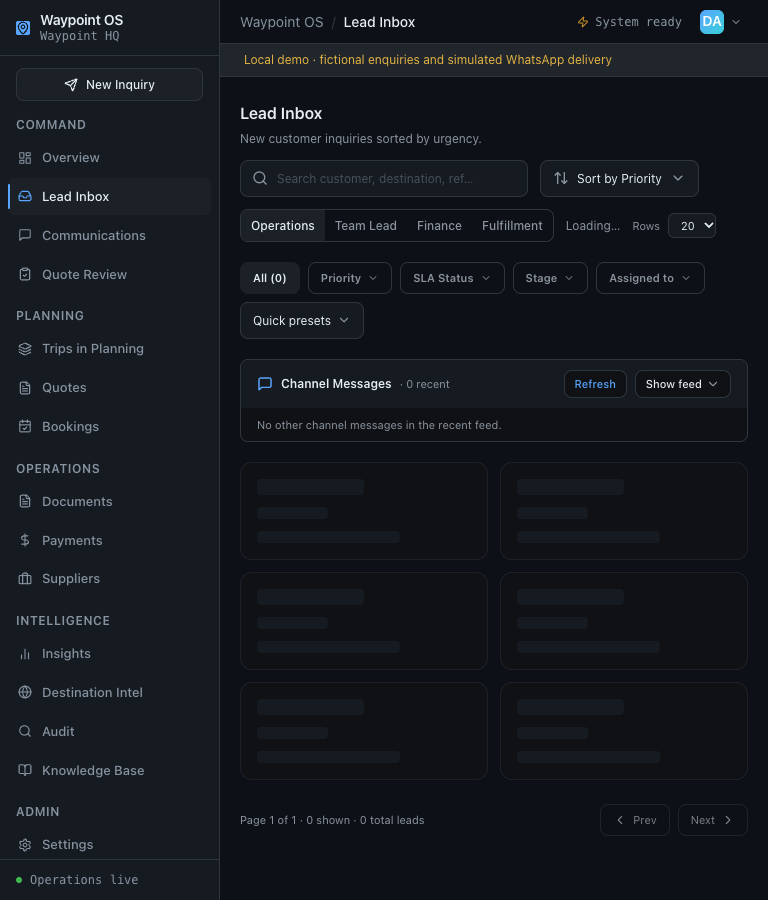 Waypoint OS
Waypoint HQ
New Inquiry
COMMAND
Overview
Lead Inbox
Communications
Quote Review
PLANNING
Trips in Planning
Quotes
Bookings
OPERATIONS
Documents
Payments
Suppliers
INTELLIGENCE
Insights
Destination Intel
Audit
Knowledge Base
ADMIN
Settings
Operations live
Waypoint OS / Lead Inbox
System ready
DA
Local demo · fictional enquiries and simulated WhatsApp delivery
Lead Inbox
New customer inquiries sorted by urgency.
Search customer, destination, ref...
Sort by Priority
Operations Team Lead Finance Fulfillment Loading... Rows 20
All (0) Priority SLA Status Stage Assigned to
Quick presets
Channel Messages · 0 recent Refresh Show feed
No other channel messages in the recent feed.
Page 1 of 1 · 0 shown · 0 total leads Prev Next